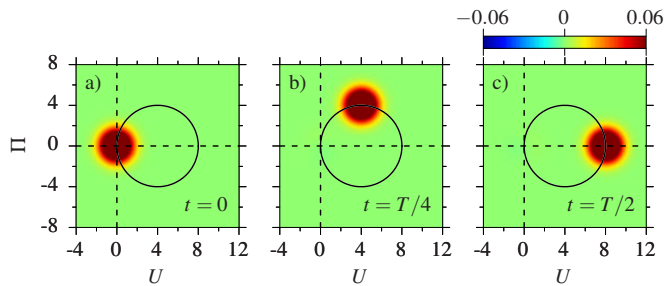 −0.06 0 0.06
8
4
0
-4
-8
Π
a)
t = 0
b)
t = T/4
c)
t = T/2
-4 0 4 8 12 -4 0 4 8 12 -4 0 4 8 12
U U U